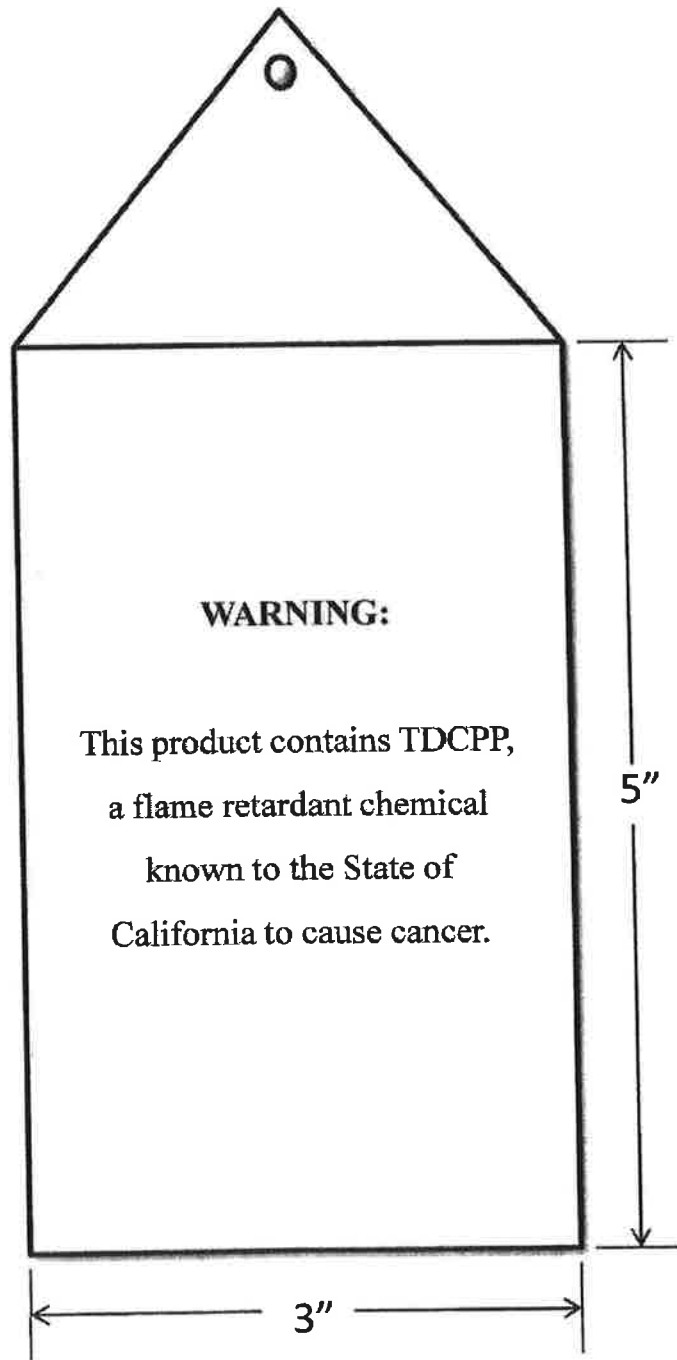 WARNING:
This product contains TDCPP,
a flame retardant chemical
known to the State of
California to cause cancer.
5"
3"